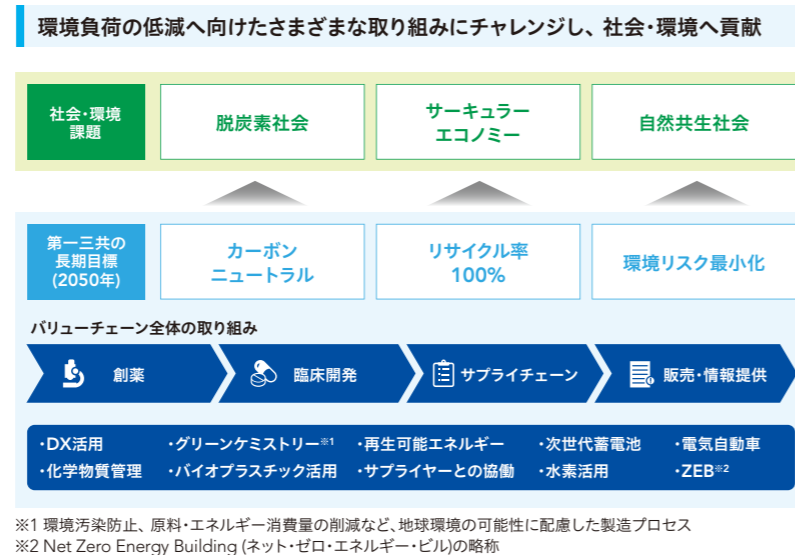 環境負荷の低減へ向けたさまざまな取り組みにチャレンジし、社会・環境へ貢献
社会・環境
課題
脱炭素社会
サーキュラー
エコノミー
自然共生社会
第一三共の
長期目標
(2050年)
カーボン
ニュートラル
リサイクル率
100%
環境リスク最小化
バリューチェーン全体の取り組み
創薬
臨床開発
サプライチェーン
販売・情報提供
・DX活用 ・グリーンケミストリー※1 ・再生可能エネルギー ・次世代蓄電池 ・電気自動車
・化学物質管理 ・バイオプラスチック活用 ・サプライヤーとの協働 ・水素活用 ・ZEB※2
※1 環境汚染防止、原料・エネルギー消費量の削減など、地球環境の可能性に配慮した製造プロセス
※2 Net Zero Energy Building (ネット・ゼロ・エネルギー・ビル)の略称